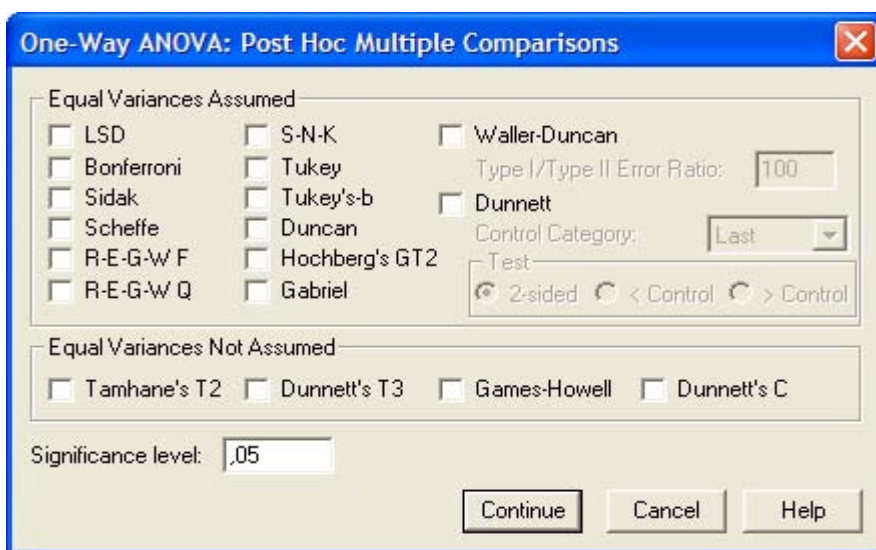 One-Way ANOVA: Post Hoc Multiple Comparisons
Equal Variances Assumed
LSD S-N-K Waller-Duncan
Bonferroni Tukey Type I/Type II Error Ratio: 100
Sidak Tukey's-b Dunnett
Scheffe Duncan Control Category: Last
R-E-G-W F Hochberg's GT2 Test
R-E-G-W Q Gabriel 2-sided < Control > Control
Equal Variances Not Assumed
Tamhane's T2 Dunnett's T3 Games-Howell Dunnett's C
Significance level: ,05
Continue Cancel Help